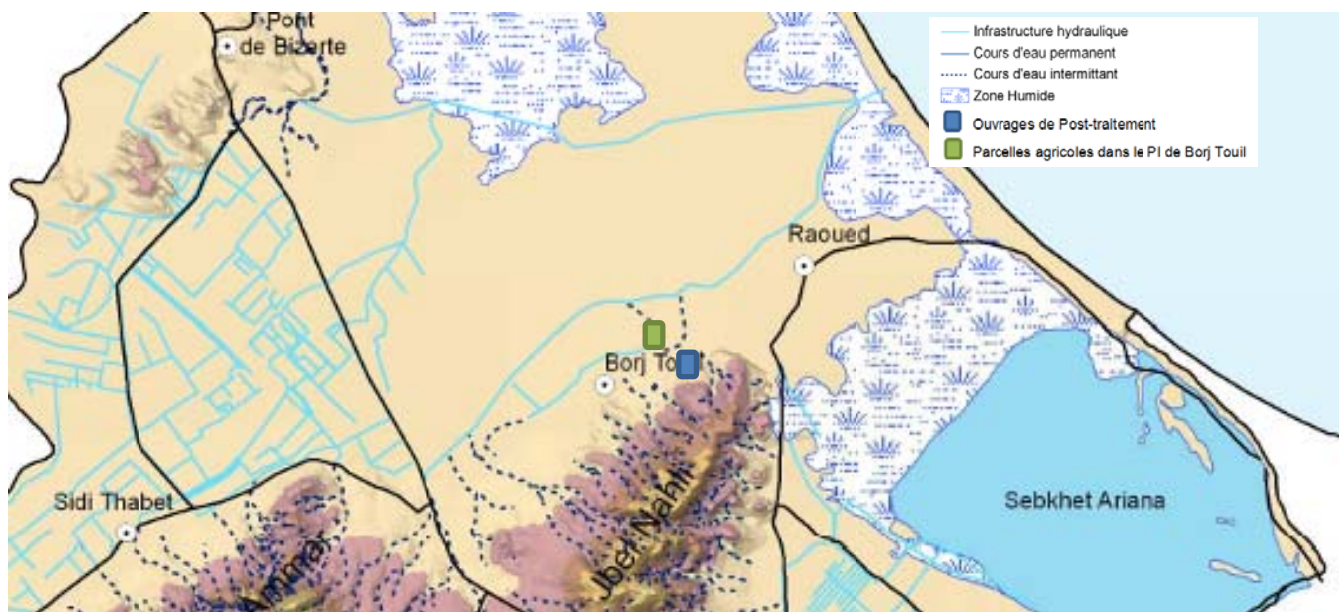 Pont
de Bizerte
Infrastructure hydraulique
Cours d'eau permanent
Cours d'eau intermittant
Zone Humide
Ouvrages de Post-traitement
Parcelles agricoles dans le PI de Borj Touil
Raoued
Borj
Sidi Thabet
Sebkhet Ariana
Jbel Nahli
Ammar